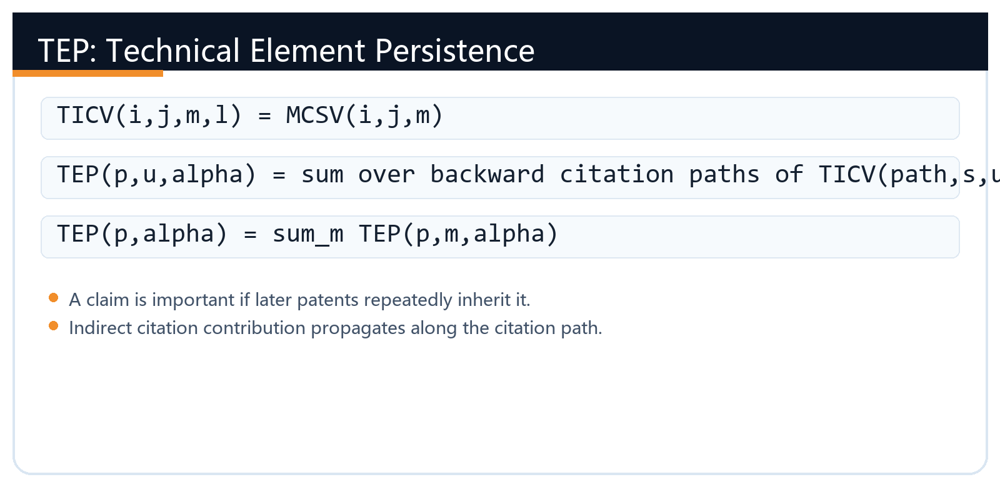 TEP: Technical Element Persistence
TICV(i,j,m,l) = MCSV(i,j,m)
TEP(p,u,alpha) = sum over backward citation paths of TICV(path,s,u
TEP(p,alpha) = sum_m TEP(p,m,alpha)
A claim is important if later patents repeatedly inherit it.
Indirect citation contribution propagates along the citation path.